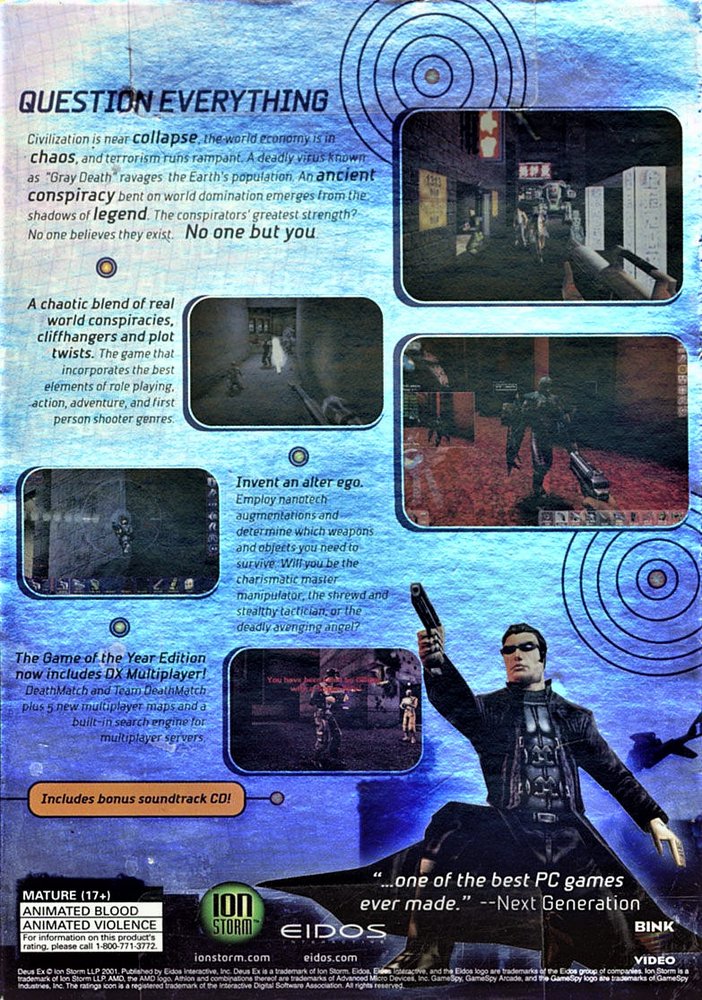 QUESTION EVERYTHING
Civilization is near collapse, the world economy is in
chaos, and terrorism runs rampant. A deadly virus known
as "Gray Death" ravages the Earth's population. An ancient
conspiracy bent on world domination emerges from the
shadows of legend. The conspirators' greatest strength?
No one believes they exist. No one but you
A chaotic blend of real
world conspiracies,
cliffhangers and plot
twists. The game that
incorporates the best
elements of role playing,
action, adventure, and first
person shooter genres.
Invent an alter ego.
Employ nanotech
augmentations and
determine which weapons
and objects you need to
survive. Will you be the
charismatic master
manipulator, the shrewd and
stealthy tactician, or the
deadly avenging angel?
The Game of the Year Edition
now includes DX Multiplayer!
DeathMatch and Team DeathMatch
plus 5 new multiplayer maps and a
built-in search engine for
multiplayer servers.
You have been
Includes bonus soundtrack CD!
"...one of the best PC games
ever made." --Next Generation
MATURE (17+)
ANIMATED BLOOD
ANIMATED VIOLENCE
For information on this product's
rating, please call 1-800-771-3772.
ION
STORM™
ionstorm.com
EIDOS
INTERACTIVE
eidos.com
BINK
VIDEO
Deus Ex © Ion Storm LLP 2001. Published by Eidos Interactive, Inc. Deus Ex is a trademark of Ion Storm. Eidos, Eidos Interactive, and the Eidos logo are trademarks of the Eidos group of companies. Ion Storm is a
trademark of Ion Storm LLP. AMD, the AMD logo, Athlon and combinations thereof are trademarks of Advanced Micro Devices, Inc. GameSpy, GameSpy Arcade, and the GameSpy logo are trademarks of GameSpy
Industries, Inc. The ratings icon is a registered trademark of the Interactive Digital Software Association. All rights reserved.